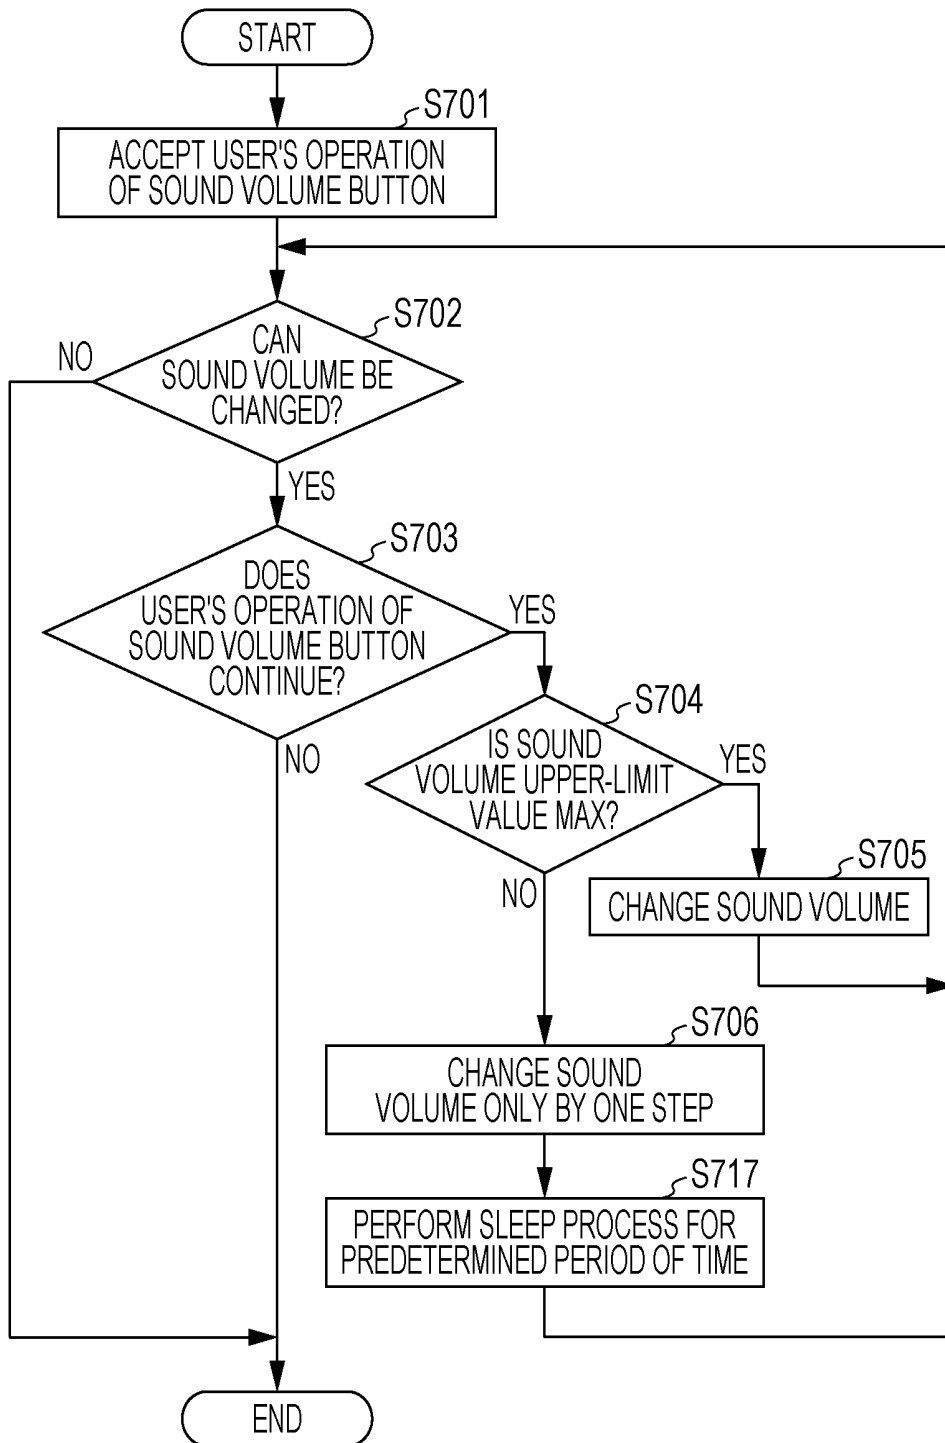 START
S701
ACCEPT USER'S OPERATION
OF SOUND VOLUME BUTTON
S702
NO
CAN
SOUND VOLUME BE
CHANGED?
YES
S703
DOES
USER'S OPERATION OF
SOUND VOLUME BUTTON
CONTINUE?
YES
NO
S704
IS SOUND
VOLUME UPPER-LIMIT
VALUE MAX?
YES
NO
S705
CHANGE SOUND VOLUME
S706
CHANGE SOUND
VOLUME ONLY BY ONE STEP
S717
PERFORM SLEEP PROCESS FOR
PREDETERMINED PERIOD OF TIME
END